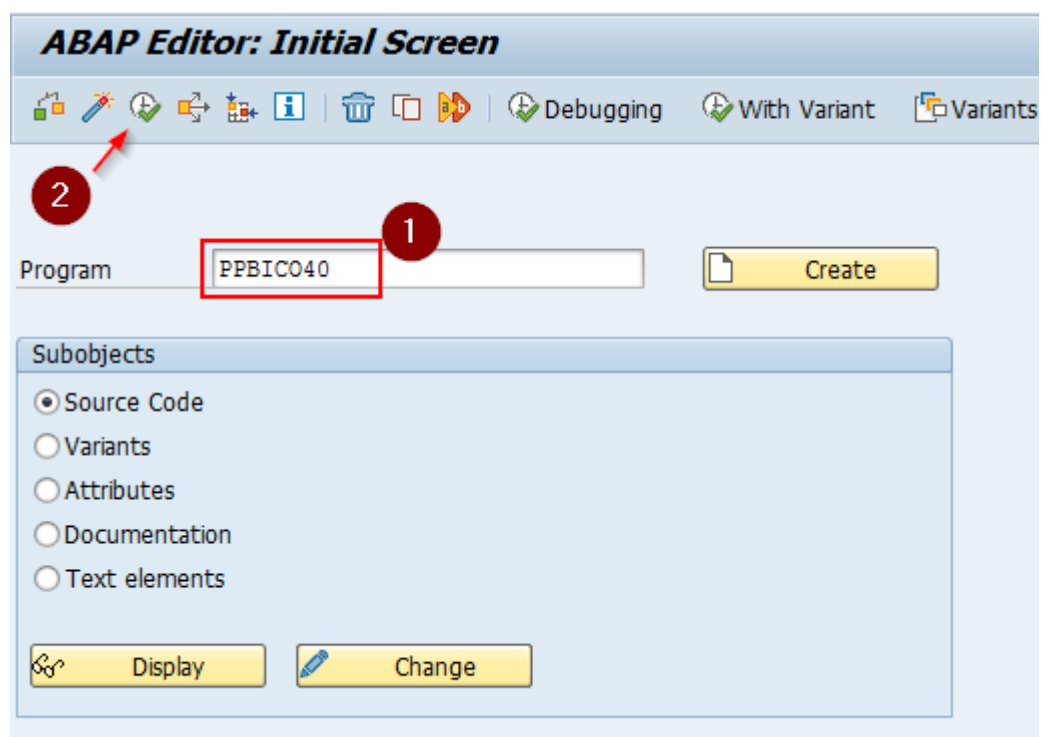 ABAP Editor: Initial Screen
Debugging With Variant Variants
2
1
Program PPBICO40 Create
Subobjects
Source Code
Variants
Attributes
Documentation
Text elements
Display Change